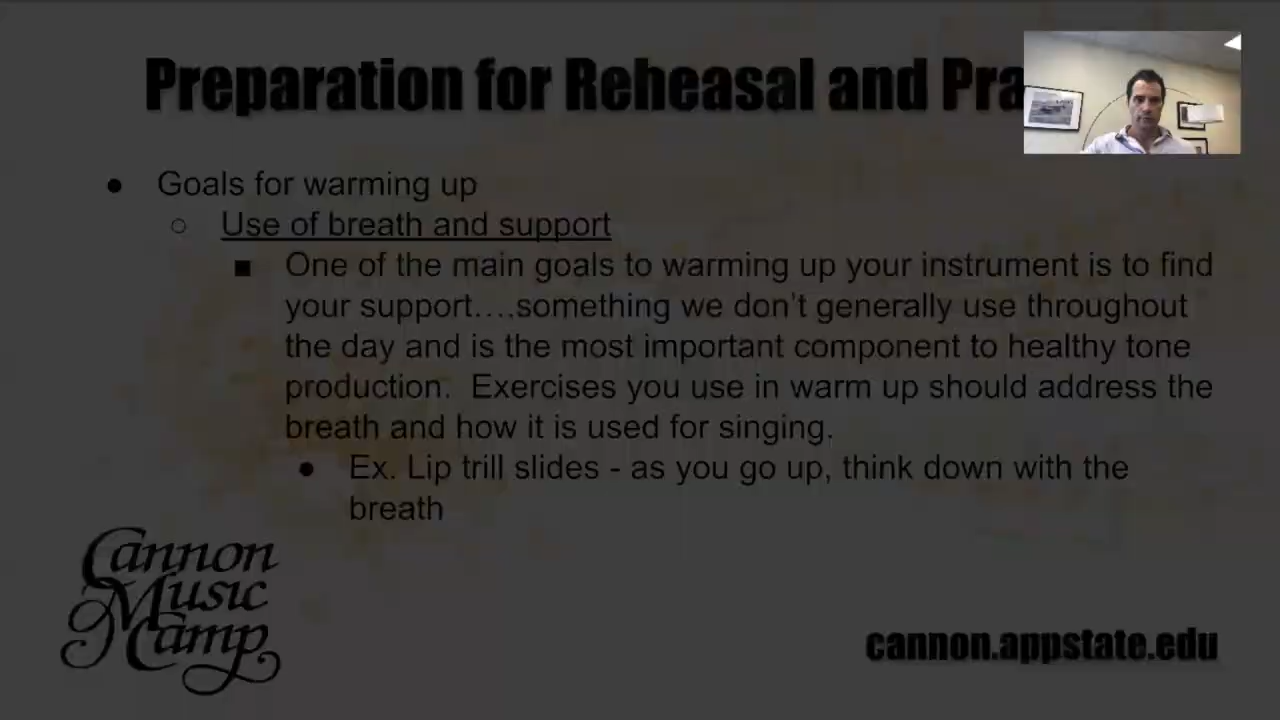 Preparation for Reheasal and Pra
● Goals for warming up
○ Use of breath and support
■ One of the main goals to warming up your instrument is to find
your support....something we don't generally use throughout
the day and is the most important component to healthy tone
production.  Exercises you use in warm up should address the
breath and how it is used for singing.
● Ex. Lip trill slides - as you go up, think down with the
breath
Cannon
Music
Camp
cannon.appstate.edu